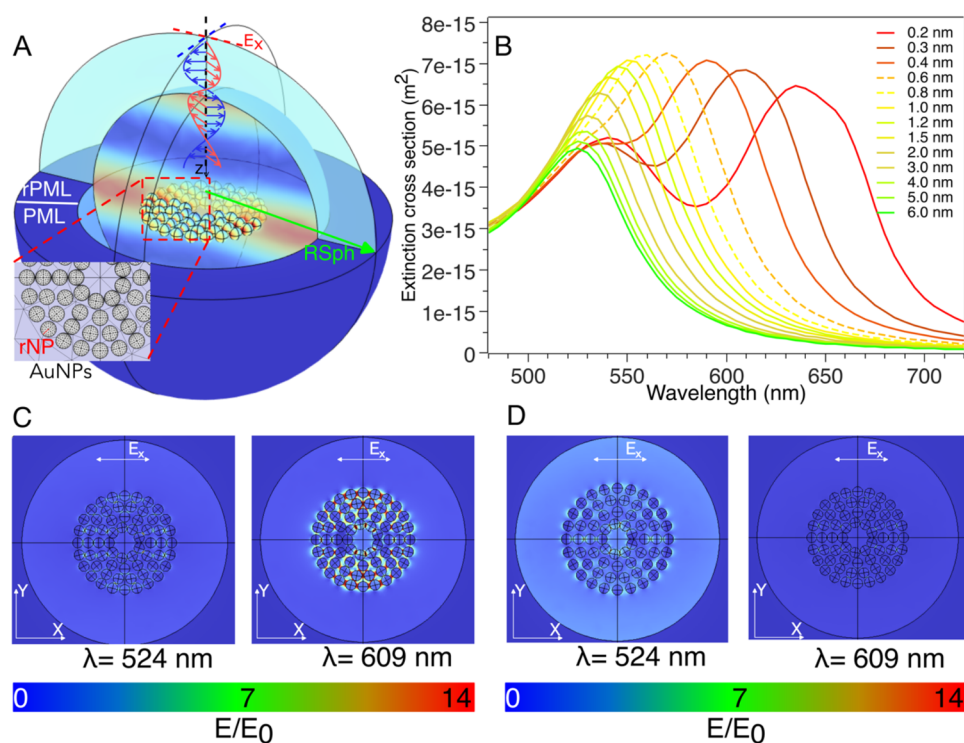 A
Ex
z
rPML
PML
RSph
rNP
AuNPs
B
Extinction cross section (m²)
8e-15
7e-15
6e-15
5e-15
4e-15
3e-15
2e-15
1e-15
0
500
550
600
650
700
Wavelength (nm)
0.2 nm
0.3 nm
0.4 nm
0.6 nm
0.8 nm
1.0 nm
1.2 nm
1.5 nm
2.0 nm
3.0 nm
4.0 nm
5.0 nm
6.0 nm
C
Ex
Y
X
λ= 524 nm
Ex
Y
X
λ= 609 nm
0 7 14
E/E0
D
Ex
Y
X
λ= 524 nm
Ex
Y
X
λ= 609 nm
0 7 14
E/E0